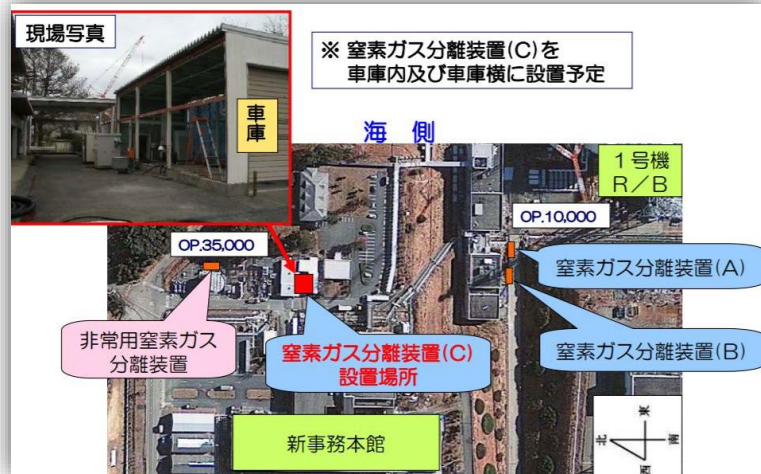 現場写真
車庫
※ 窒素ガス分離装置(C)を
車庫内及び車庫横に設置予定
海 側
1号機
R/B
OP.35,000
OP.10,000
窒素ガス分離装置(A)
非常用窒素ガス
分離装置
窒素ガス分離装置(C)
設置場所
窒素ガス分離装置(B)
新事務本館
東
北
南
西